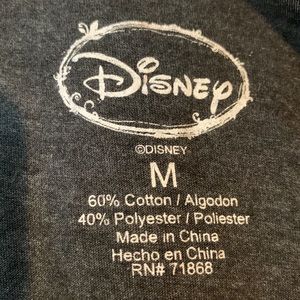 Disney
©DISNEY
M
60% Cotton / Algodon
40% Polyester / Poliester
Made in China
Hecho en China
RN# 71868